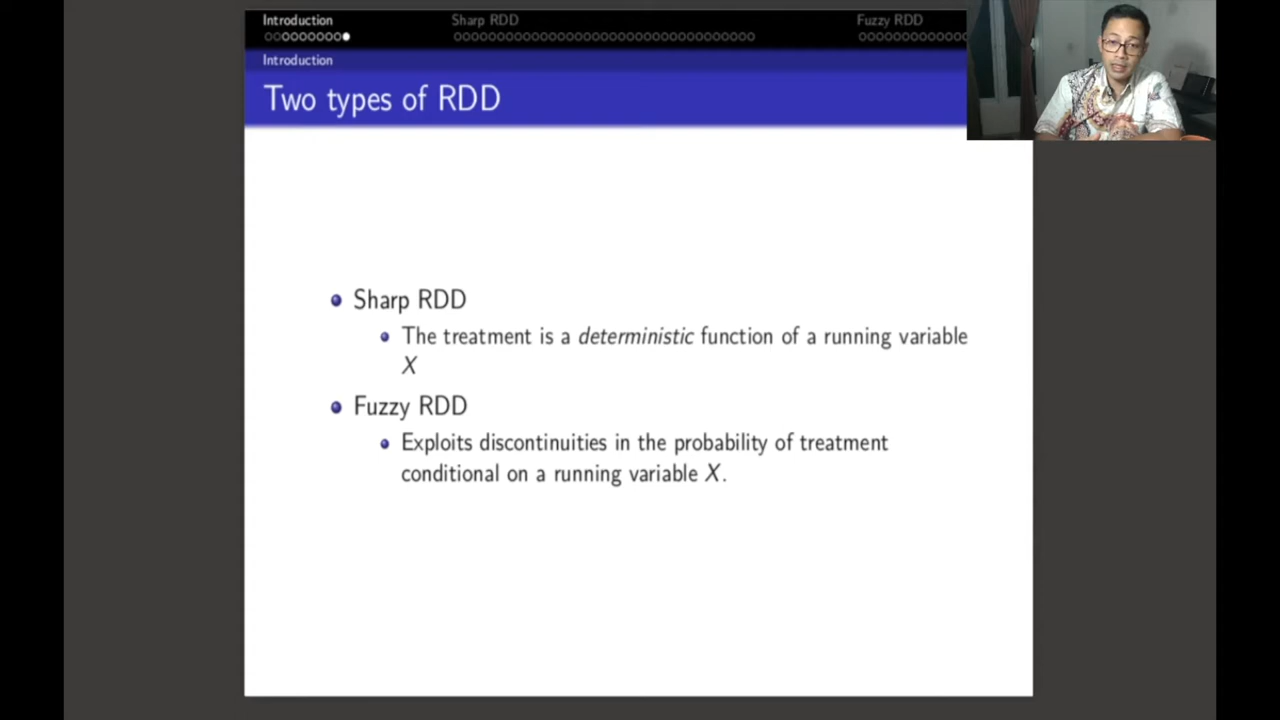 Introduction
Sharp RDD
Fuzzy RDD
Introduction
Two types of RDD
Sharp RDD
The treatment is a deterministic function of a running variable
X
Fuzzy RDD
Exploits discontinuities in the probability of treatment
conditional on a running variable X.